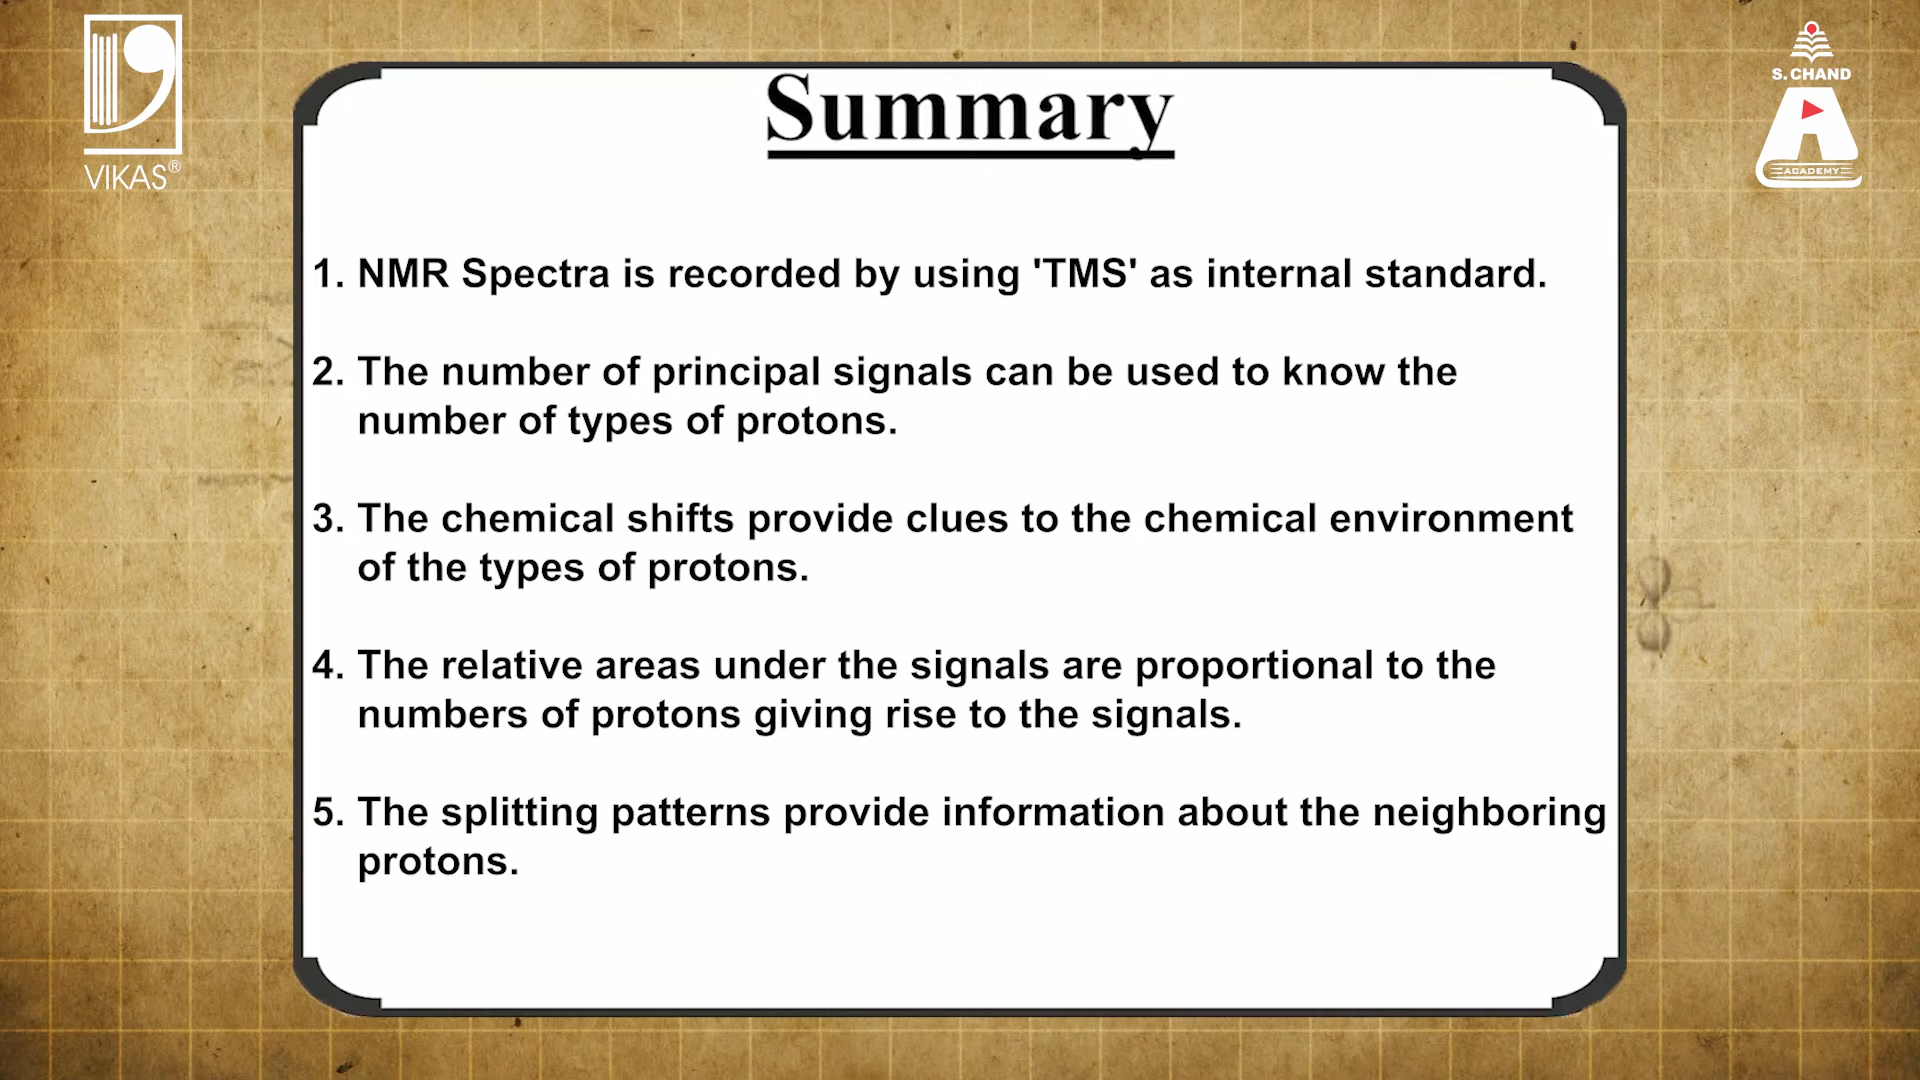 VIKAS®
S. CHAND
ACADEMY
Summary
1. NMR Spectra is recorded by using 'TMS' as internal standard.
2. The number of principal signals can be used to know the
number of types of protons.
3. The chemical shifts provide clues to the chemical environment
of the types of protons.
4. The relative areas under the signals are proportional to the
numbers of protons giving rise to the signals.
5. The splitting patterns provide information about the neighboring
protons.